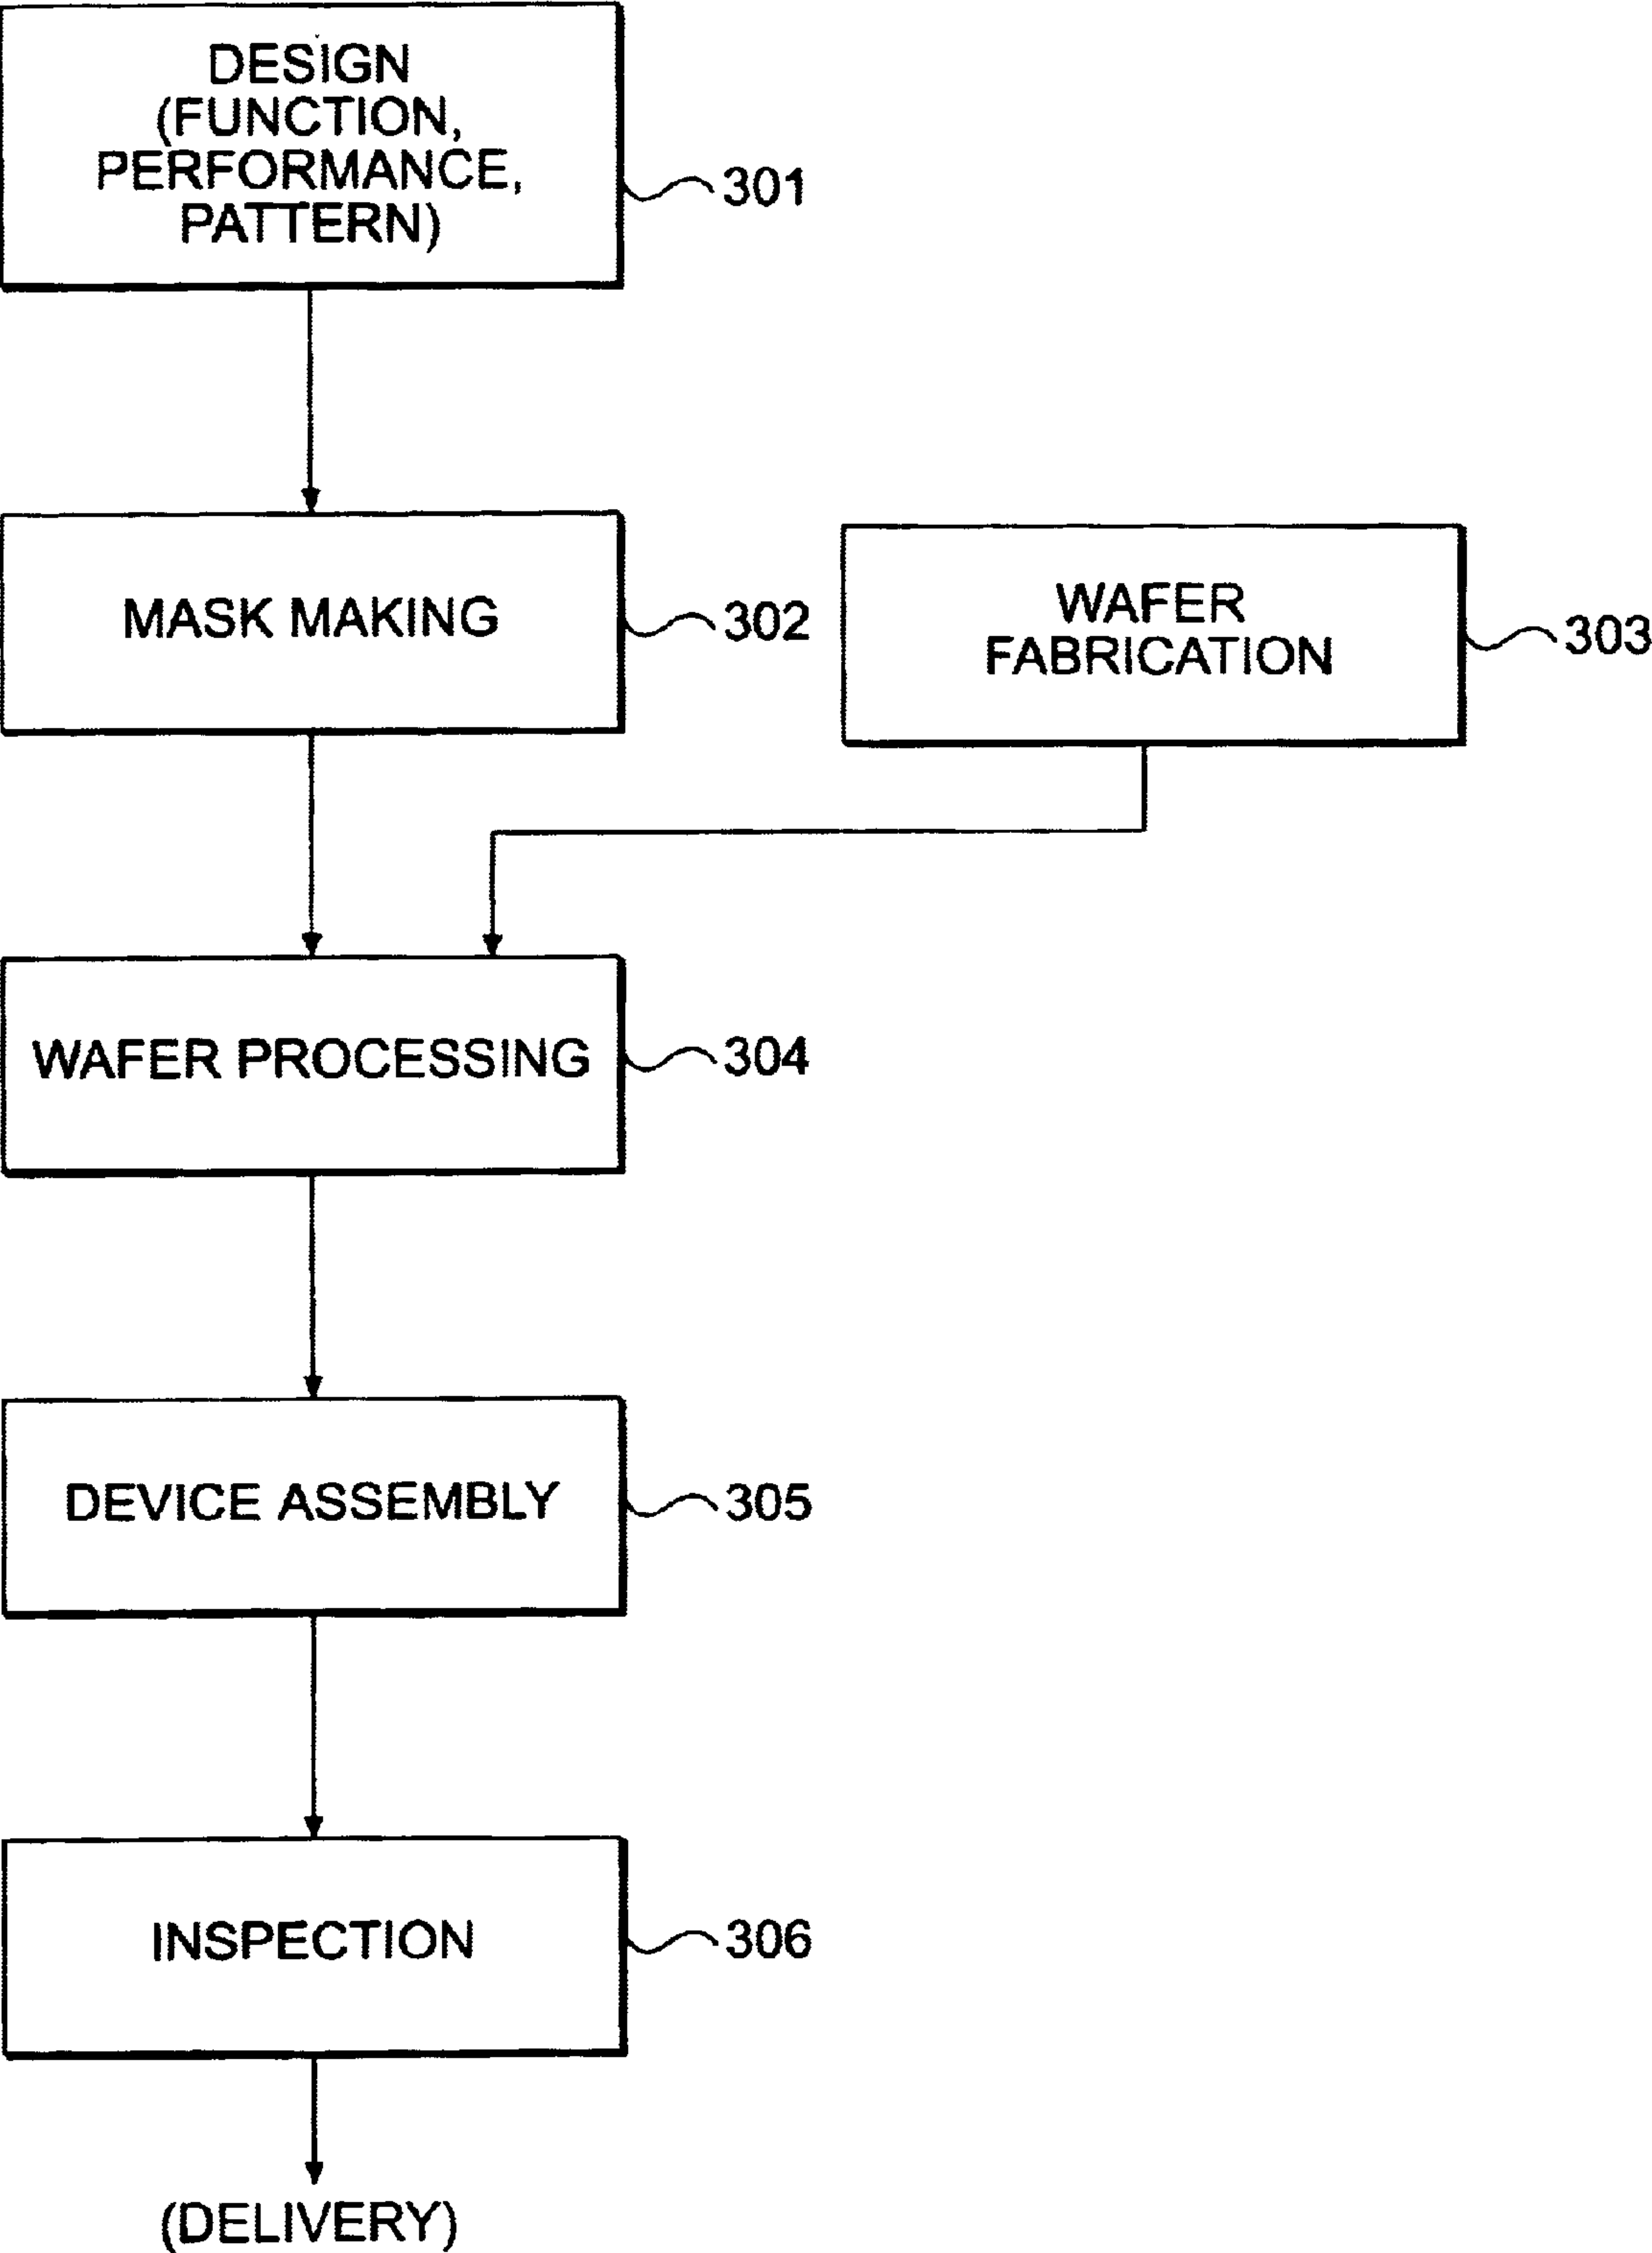 DESIGN
(FUNCTION,
PERFORMANCE,
PATTERN)
301
MASK MAKING
302
WAFER
FABRICATION
303
WAFER PROCESSING
304
DEVICE ASSEMBLY
305
INSPECTION
306
(DELIVERY)